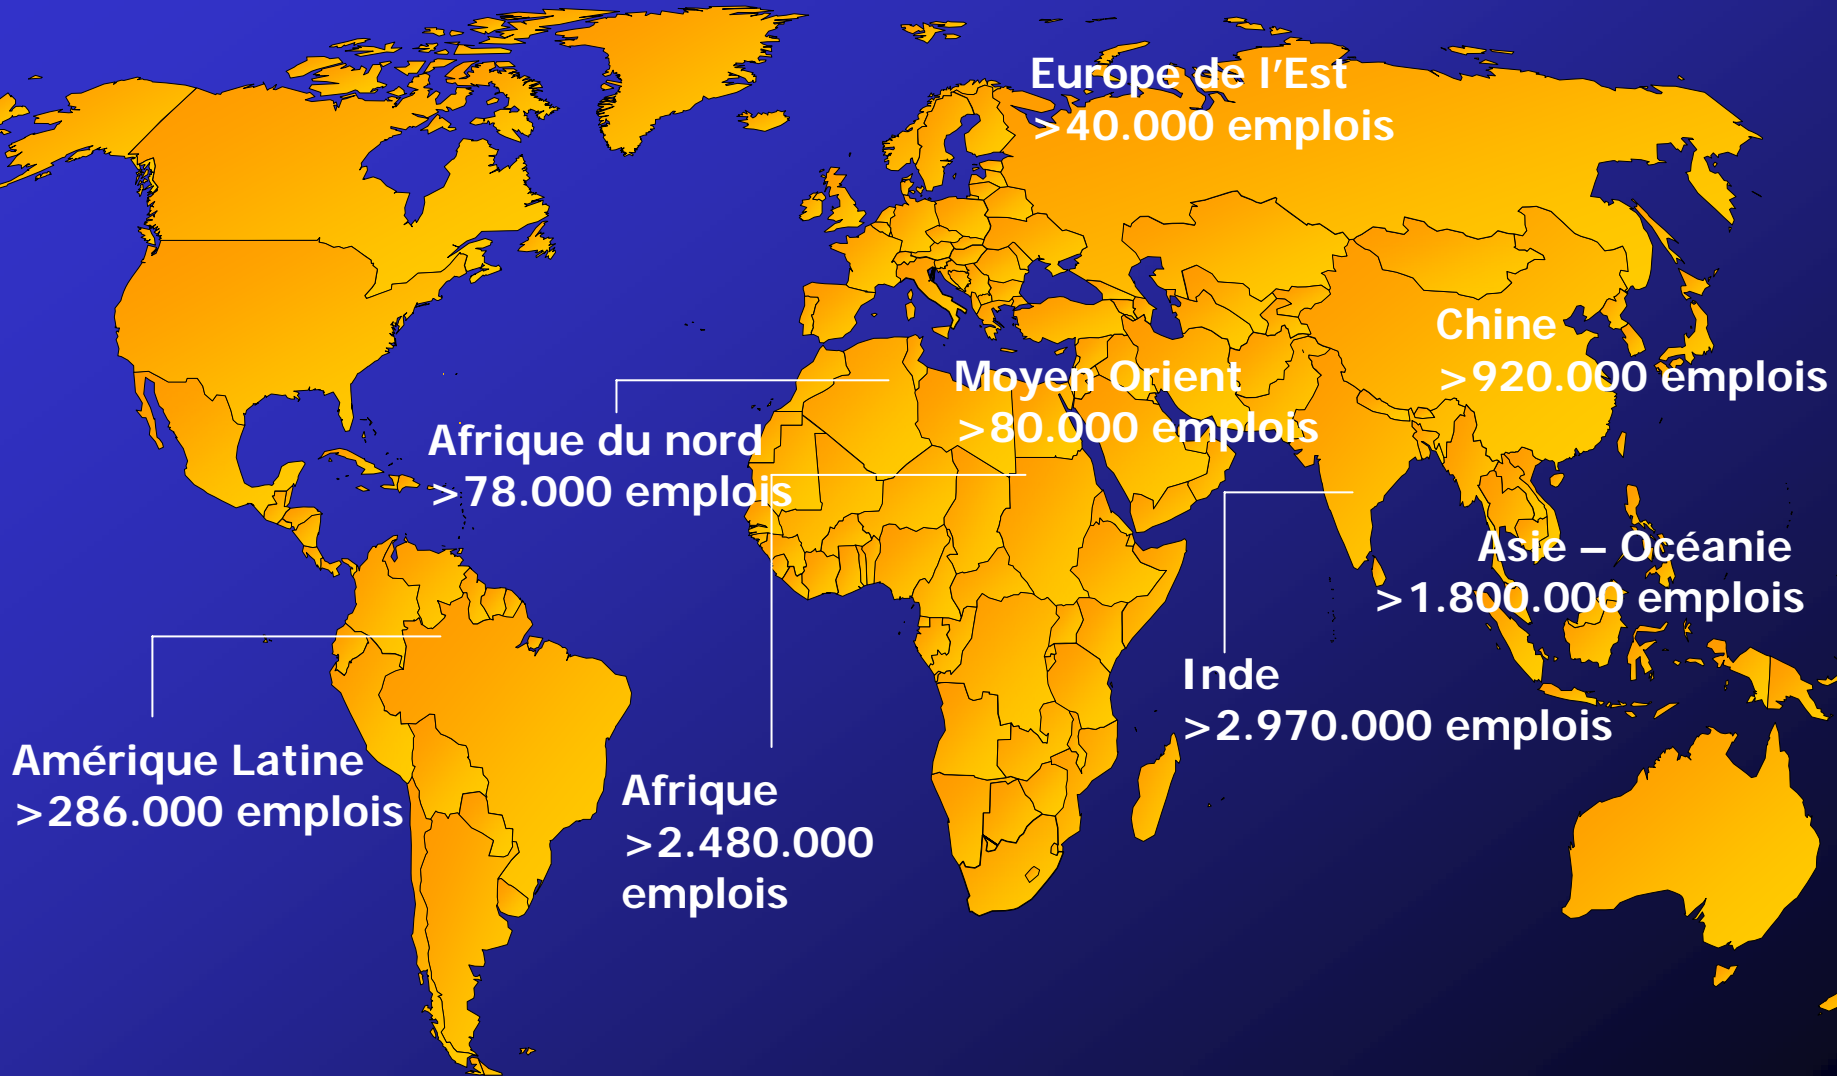 Europe de l'Est
>40.000 emplois
Chine
>920.000 emplois
Moyen Orient
>80.000 emplois
Afrique du nord
>78.000 emplois
Asie – Océanie
>1.800.000 emplois
Inde
>2.970.000 emplois
Amérique Latine
>286.000 emplois
Afrique
>2.480.000
emplois